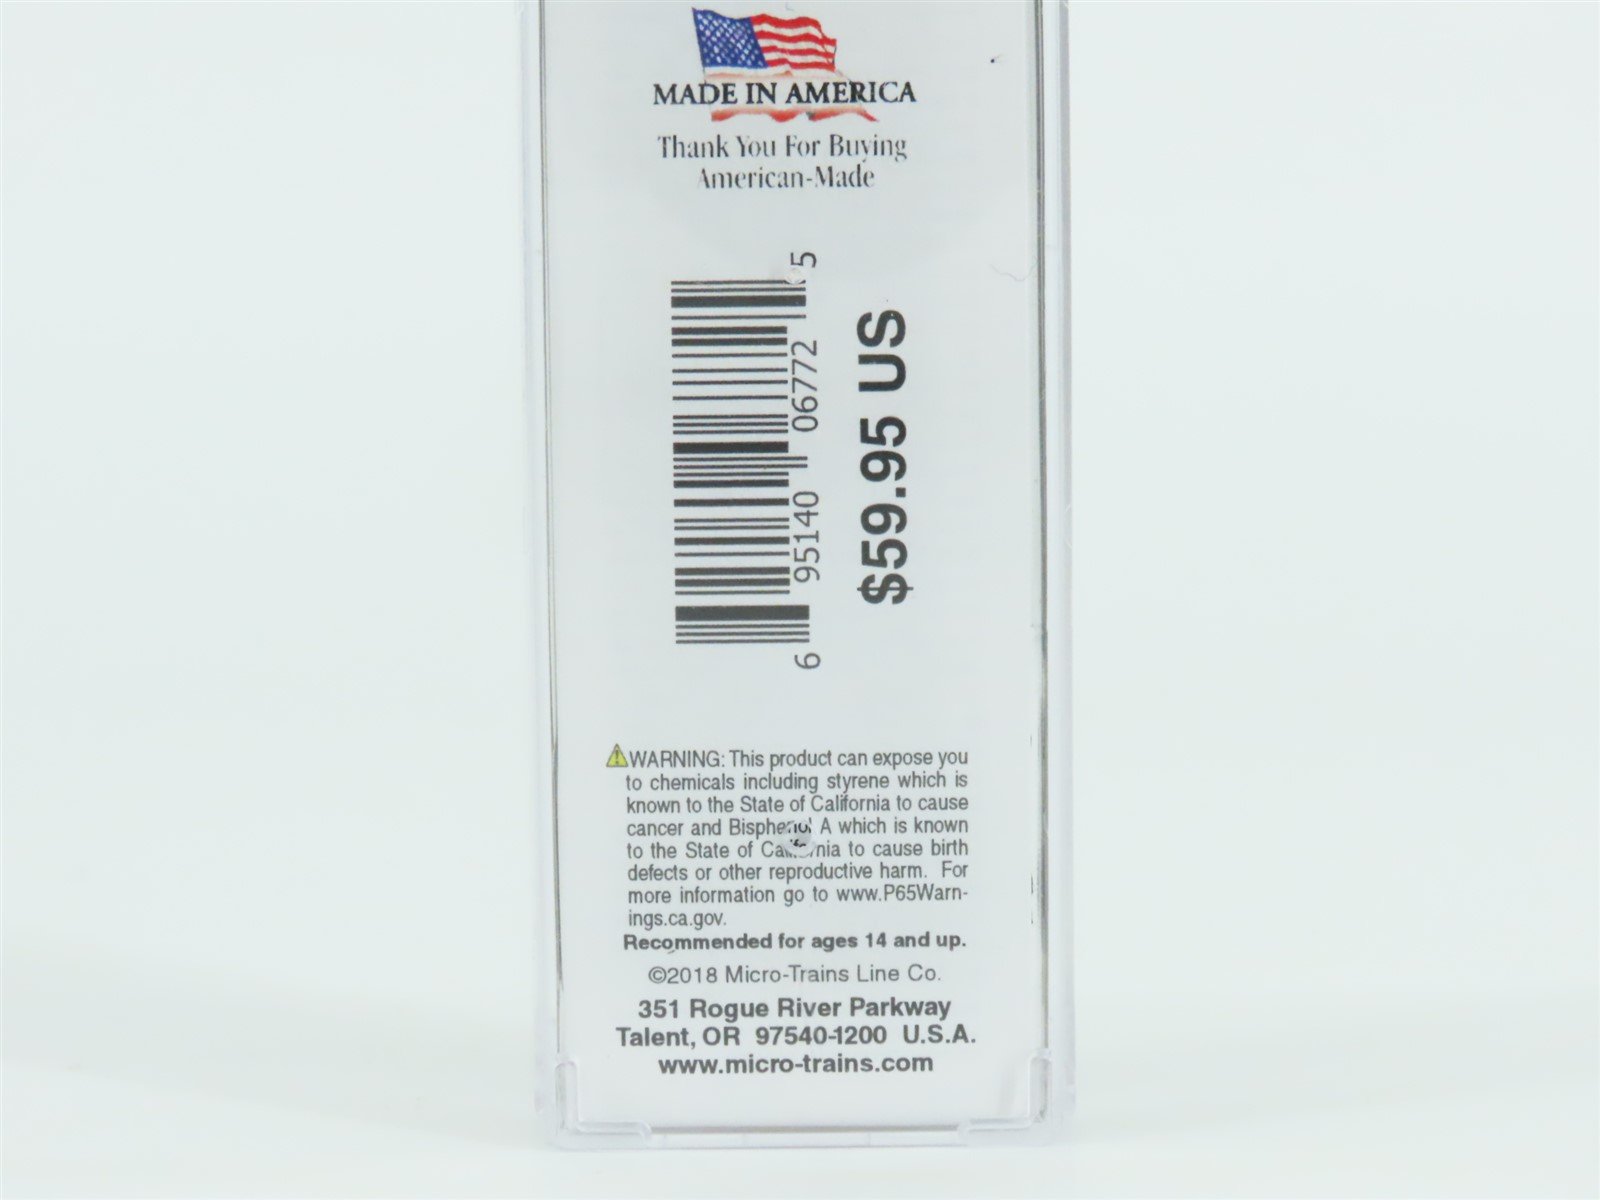 MADE IN AMERICA
Thank You For Buying
American-Made
6 95140 06772 5
$59.95 US
WARNING: This product can expose you
to chemicals including styrene which is
known to the State of California to cause
cancer and Bisphenol A which is known
to the State of California to cause birth
defects or other reproductive harm. For
more information go to www.P65Warn-
ings.ca.gov.
Recommended for ages 14 and up.
©2018 Micro-Trains Line Co.
351 Rogue River Parkway
Talent, OR 97540-1200 U.S.A.
www.micro-trains.com